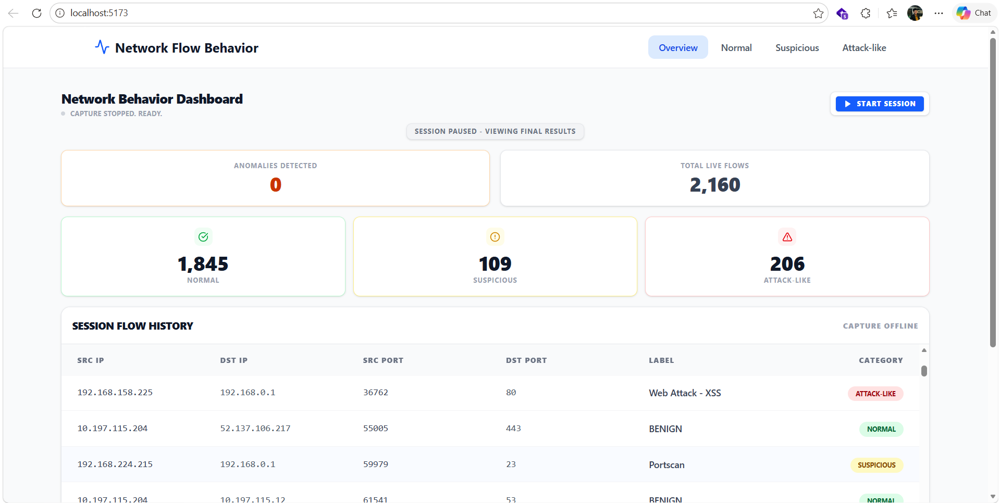 localhost:5173
5
Chat
Network Flow Behavior
Overview
Normal
Suspicious
Attack-like
Network Behavior Dashboard
CAPTURE STOPPED. READY.
START SESSION
SESSION PAUSED - VIEWING FINAL RESULTS
ANOMALIES DETECTED
0
TOTAL LIVE FLOWS
2,160
1,845
NORMAL
109
SUSPICIOUS
206
ATTACK-LIKE
SESSION FLOW HISTORY
CAPTURE OFFLINE
SRC IP DST IP SRC PORT DST PORT LABEL CATEGORY
192.168.158.225 192.168.0.1 36762 80 Web Attack - XSS ATTACK-LIKE
10.197.115.204 52.137.106.217 55005 443 BENIGN NORMAL
192.168.224.215 192.168.0.1 59979 23 Portscan SUSPICIOUS
10.197.115.204 10.197.115.12 61541 53 BENIGN NORMAL